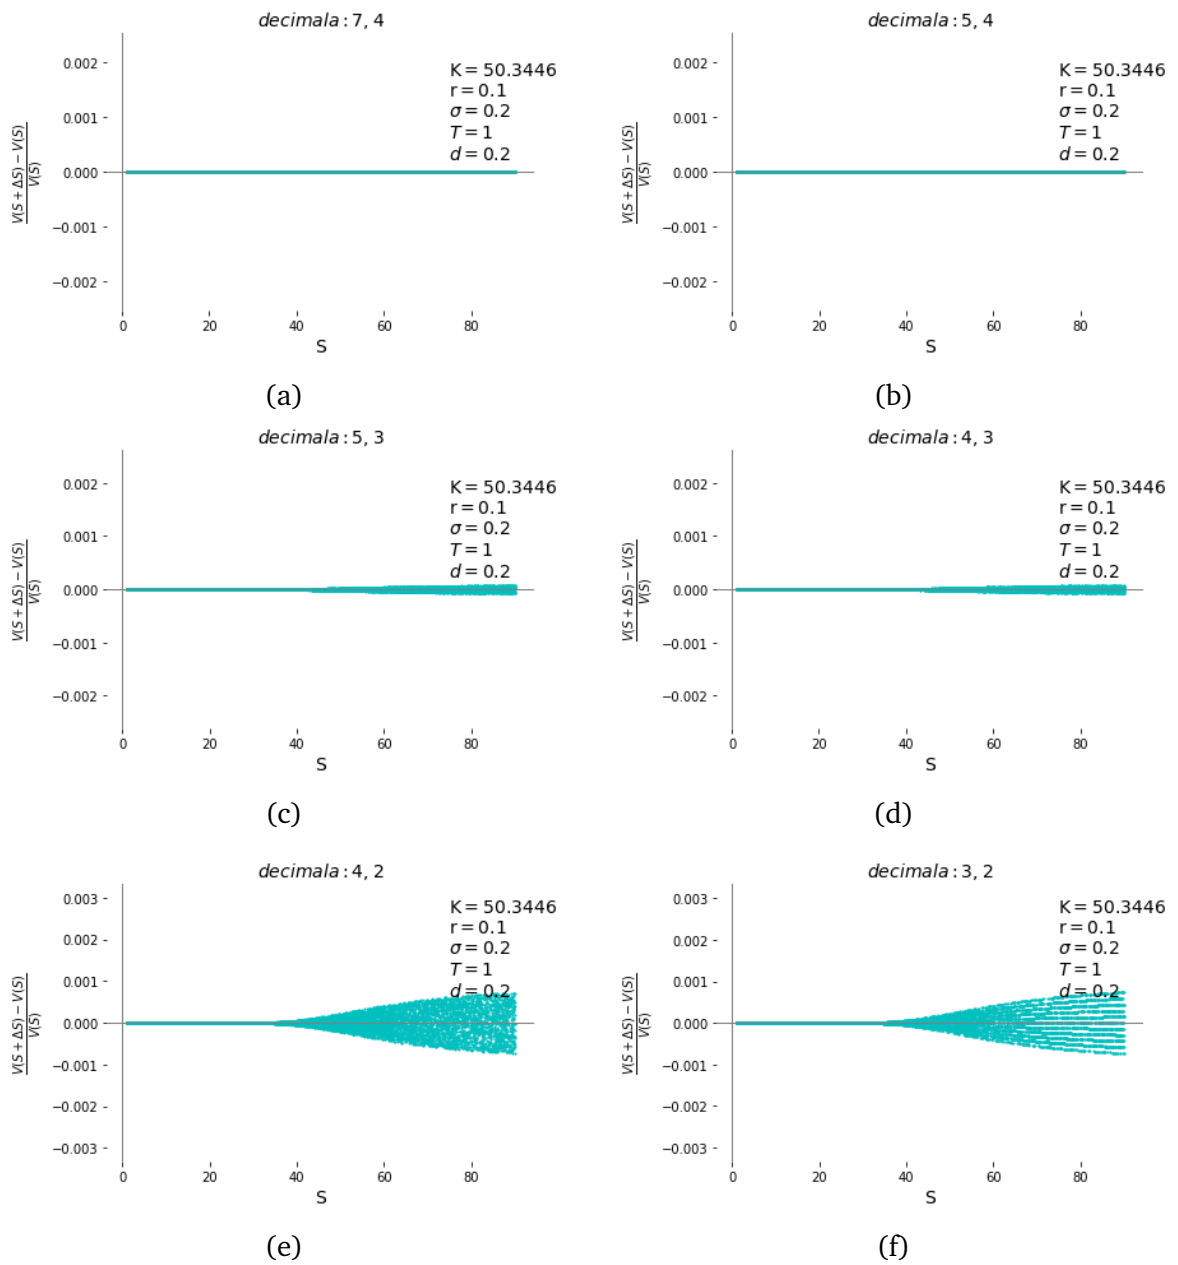 decimala : 7, 4
0.002
0.001
0.000
−0.001
−0.002
V(S + ΔS) − V(S)
V(S)
K = 50.3446
r = 0.1
σ = 0.2
T = 1
d = 0.2
0 20 40 60 80
S
(a)
decimala : 5, 4
0.002
0.001
0.000
−0.001
−0.002
V(S + ΔS) − V(S)
V(S)
K = 50.3446
r = 0.1
σ = 0.2
T = 1
d = 0.2
0 20 40 60 80
S
(b)
decimala : 5, 3
0.002
0.001
0.000
−0.001
−0.002
V(S + ΔS) − V(S)
V(S)
K = 50.3446
r = 0.1
σ = 0.2
T = 1
d = 0.2
0 20 40 60 80
S
(c)
decimala : 4, 3
0.002
0.001
0.000
−0.001
−0.002
V(S + ΔS) − V(S)
V(S)
K = 50.3446
r = 0.1
σ = 0.2
T = 1
d = 0.2
0 20 40 60 80
S
(d)
decimala : 4, 2
0.003
0.002
0.001
0.000
−0.001
−0.002
−0.003
V(S + ΔS) − V(S)
V(S)
K = 50.3446
r = 0.1
σ = 0.2
T = 1
d = 0.2
0 20 40 60 80
S
(e)
decimala : 3, 2
0.003
0.002
0.001
0.000
−0.001
−0.002
−0.003
V(S + ΔS) − V(S)
V(S)
K = 50.3446
r = 0.1
σ = 0.2
T = 1
d = 0.2
0 20 40 60 80
S
(f)